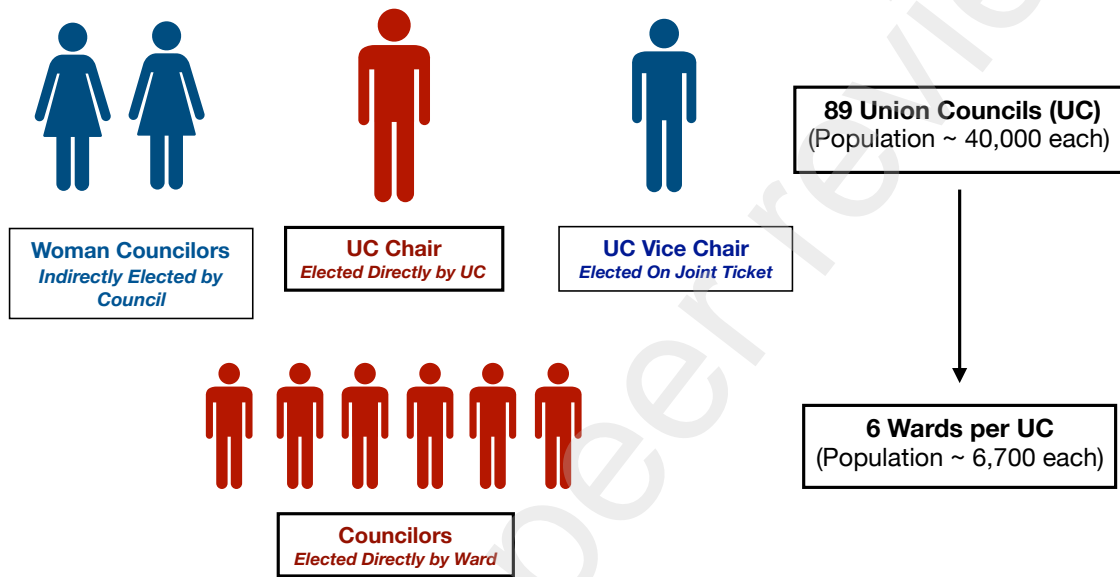 89 Union Councils (UC)
(Population ~ 40,000 each)
Woman Councilors
Indirectly Elected by
Council
UC Chair
Elected Directly by UC
UC Vice Chair
Elected On Joint Ticket
6 Wards per UC
(Population ~ 6,700 each)
Councilors
Elected Directly by Ward
peer review